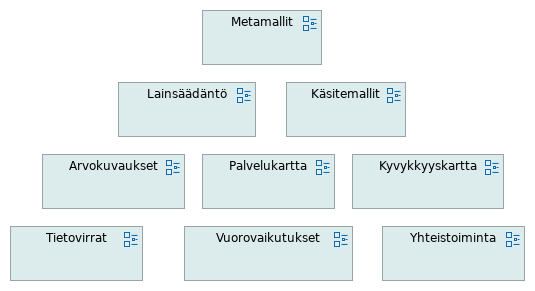 Metamallit
Lainsäädäntö
Käsitemallit
Arvokuvaukset
Palvelukartta
Kyvykkyyskartta
Tietovirrat
Vuorovaikutukset
Yhteistoiminta